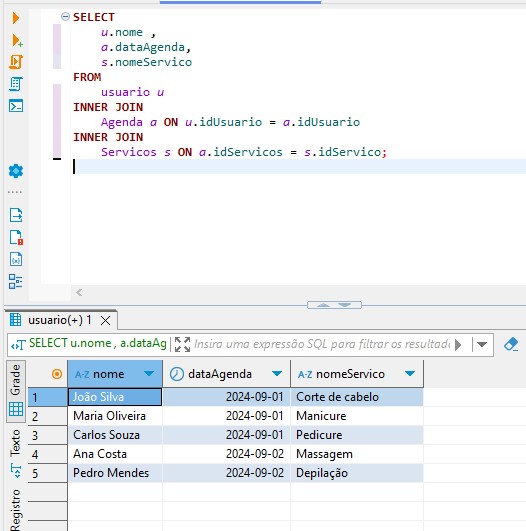 SELECT
u.nome ,
a.dataAgenda,
s.nomeServico
FROM
usuario u
INNER JOIN
Agenda a ON u.idUsuario = a.idUsuario
INNER JOIN
Servicos s ON a.idServicos = s.idServico;
usuario(+) 1
SELECT u.nome , a.dataAg
Insira uma expressão SQL para filtrar os resultad
Grade
Texto
Registro
A-Z nome dataAgenda A-Z nomeServico
1 João Silva 2024-09-01 Corte de cabelo
2 Maria Oliveira 2024-09-01 Manicure
3 Carlos Souza 2024-09-01 Pedicure
4 Ana Costa 2024-09-02 Massagem
5 Pedro Mendes 2024-09-02 Depilação